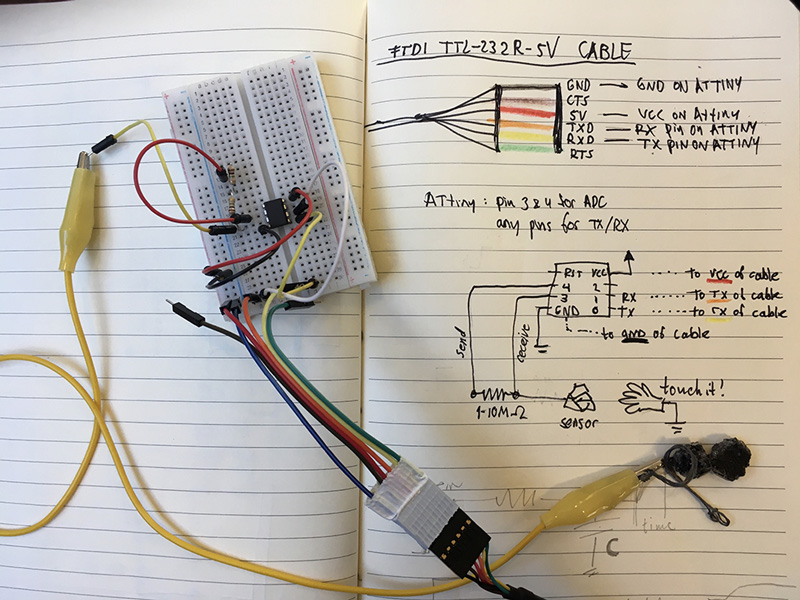 FTDI TTL-232R-5V CABLE
GND → GND ON ATTINY
CTS
5V — VCC ON ATTINY
TXD — RX PIN ON ATTINY
RXD — TX PIN ON ATTINY
RTS
ATTiny: pin 3 & 4 for ADC
any pins for TX/RX
RST VCC ..... to VCC of cable
4 2
3 1 RX ..... to TX of cable
GND 0 TX ..... to RX of cable
..... to GND of cable
send
receive
1-10MΩ
sensor
touch it!
time
C